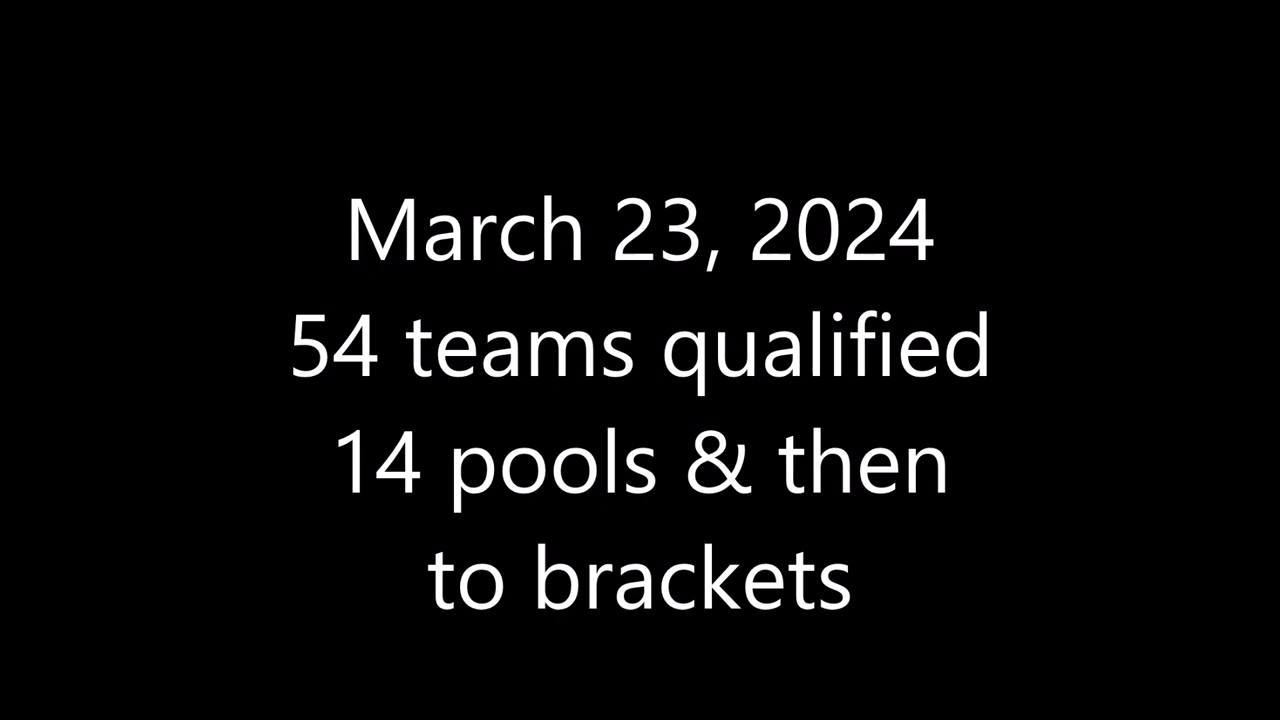 March 23, 2024
54 teams qualified
14 pools & then
to brackets